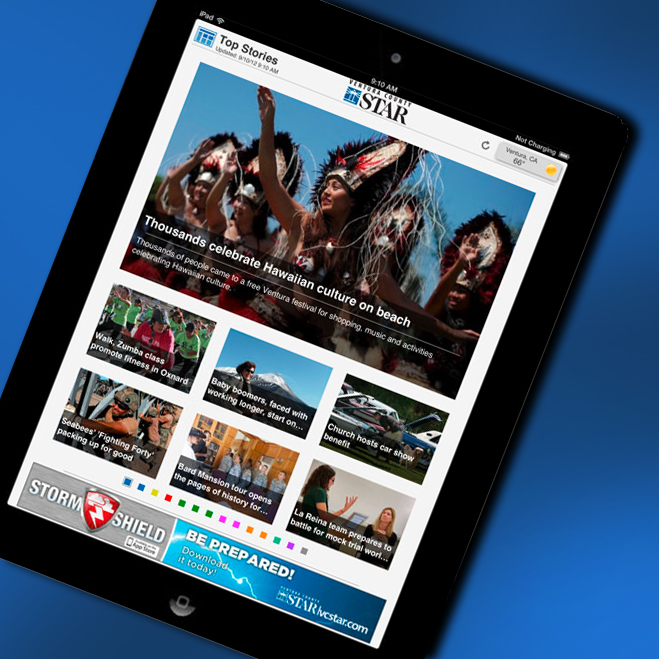 iPad
9:10 AM
Not Charging
Top Stories
Updated: 9/10/12 9:10 AM
VENTURA COUNTY
STAR
Ventura, CA
66°
Thousands celebrate Hawaiian culture on beach
Thousands of people came to a free Ventura festival for shopping, music and activities
celebrating Hawaiian culture.
Walk, Zumba class
promote fitness in Oxnard
Baby boomers, faced with
working longer, start on...
Church hosts car show
benefit
Seabees' 'Fighting Forty'
packing up for good
Bard Mansion tour opens
the pages of history for...
La Reina team prepares to
battle for mock trial worl...
STORM SHIELD
App Store
BE PREPARED!
Download
it today!
VENTURA COUNTY
STAR
vcstar.com